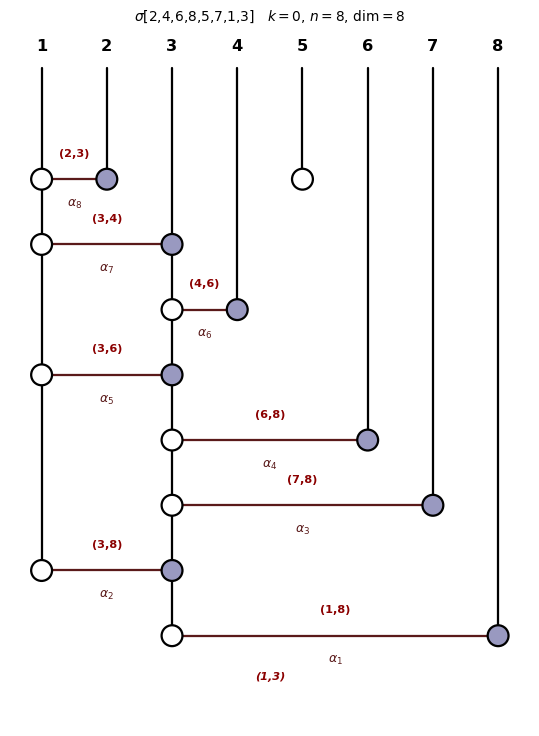 σ[2,4,6,8,5,7,1,3] k = 0, n = 8, dim = 8
1 2 3 4 5 6 7 8
(2,3)
α₈
(3,4)
α₇
(4,6)
α₆
(3,6)
α₅
(6,8)
α₄
(7,8)
α₃
(3,8)
α₂
(1,8)
α₁
(1,3)